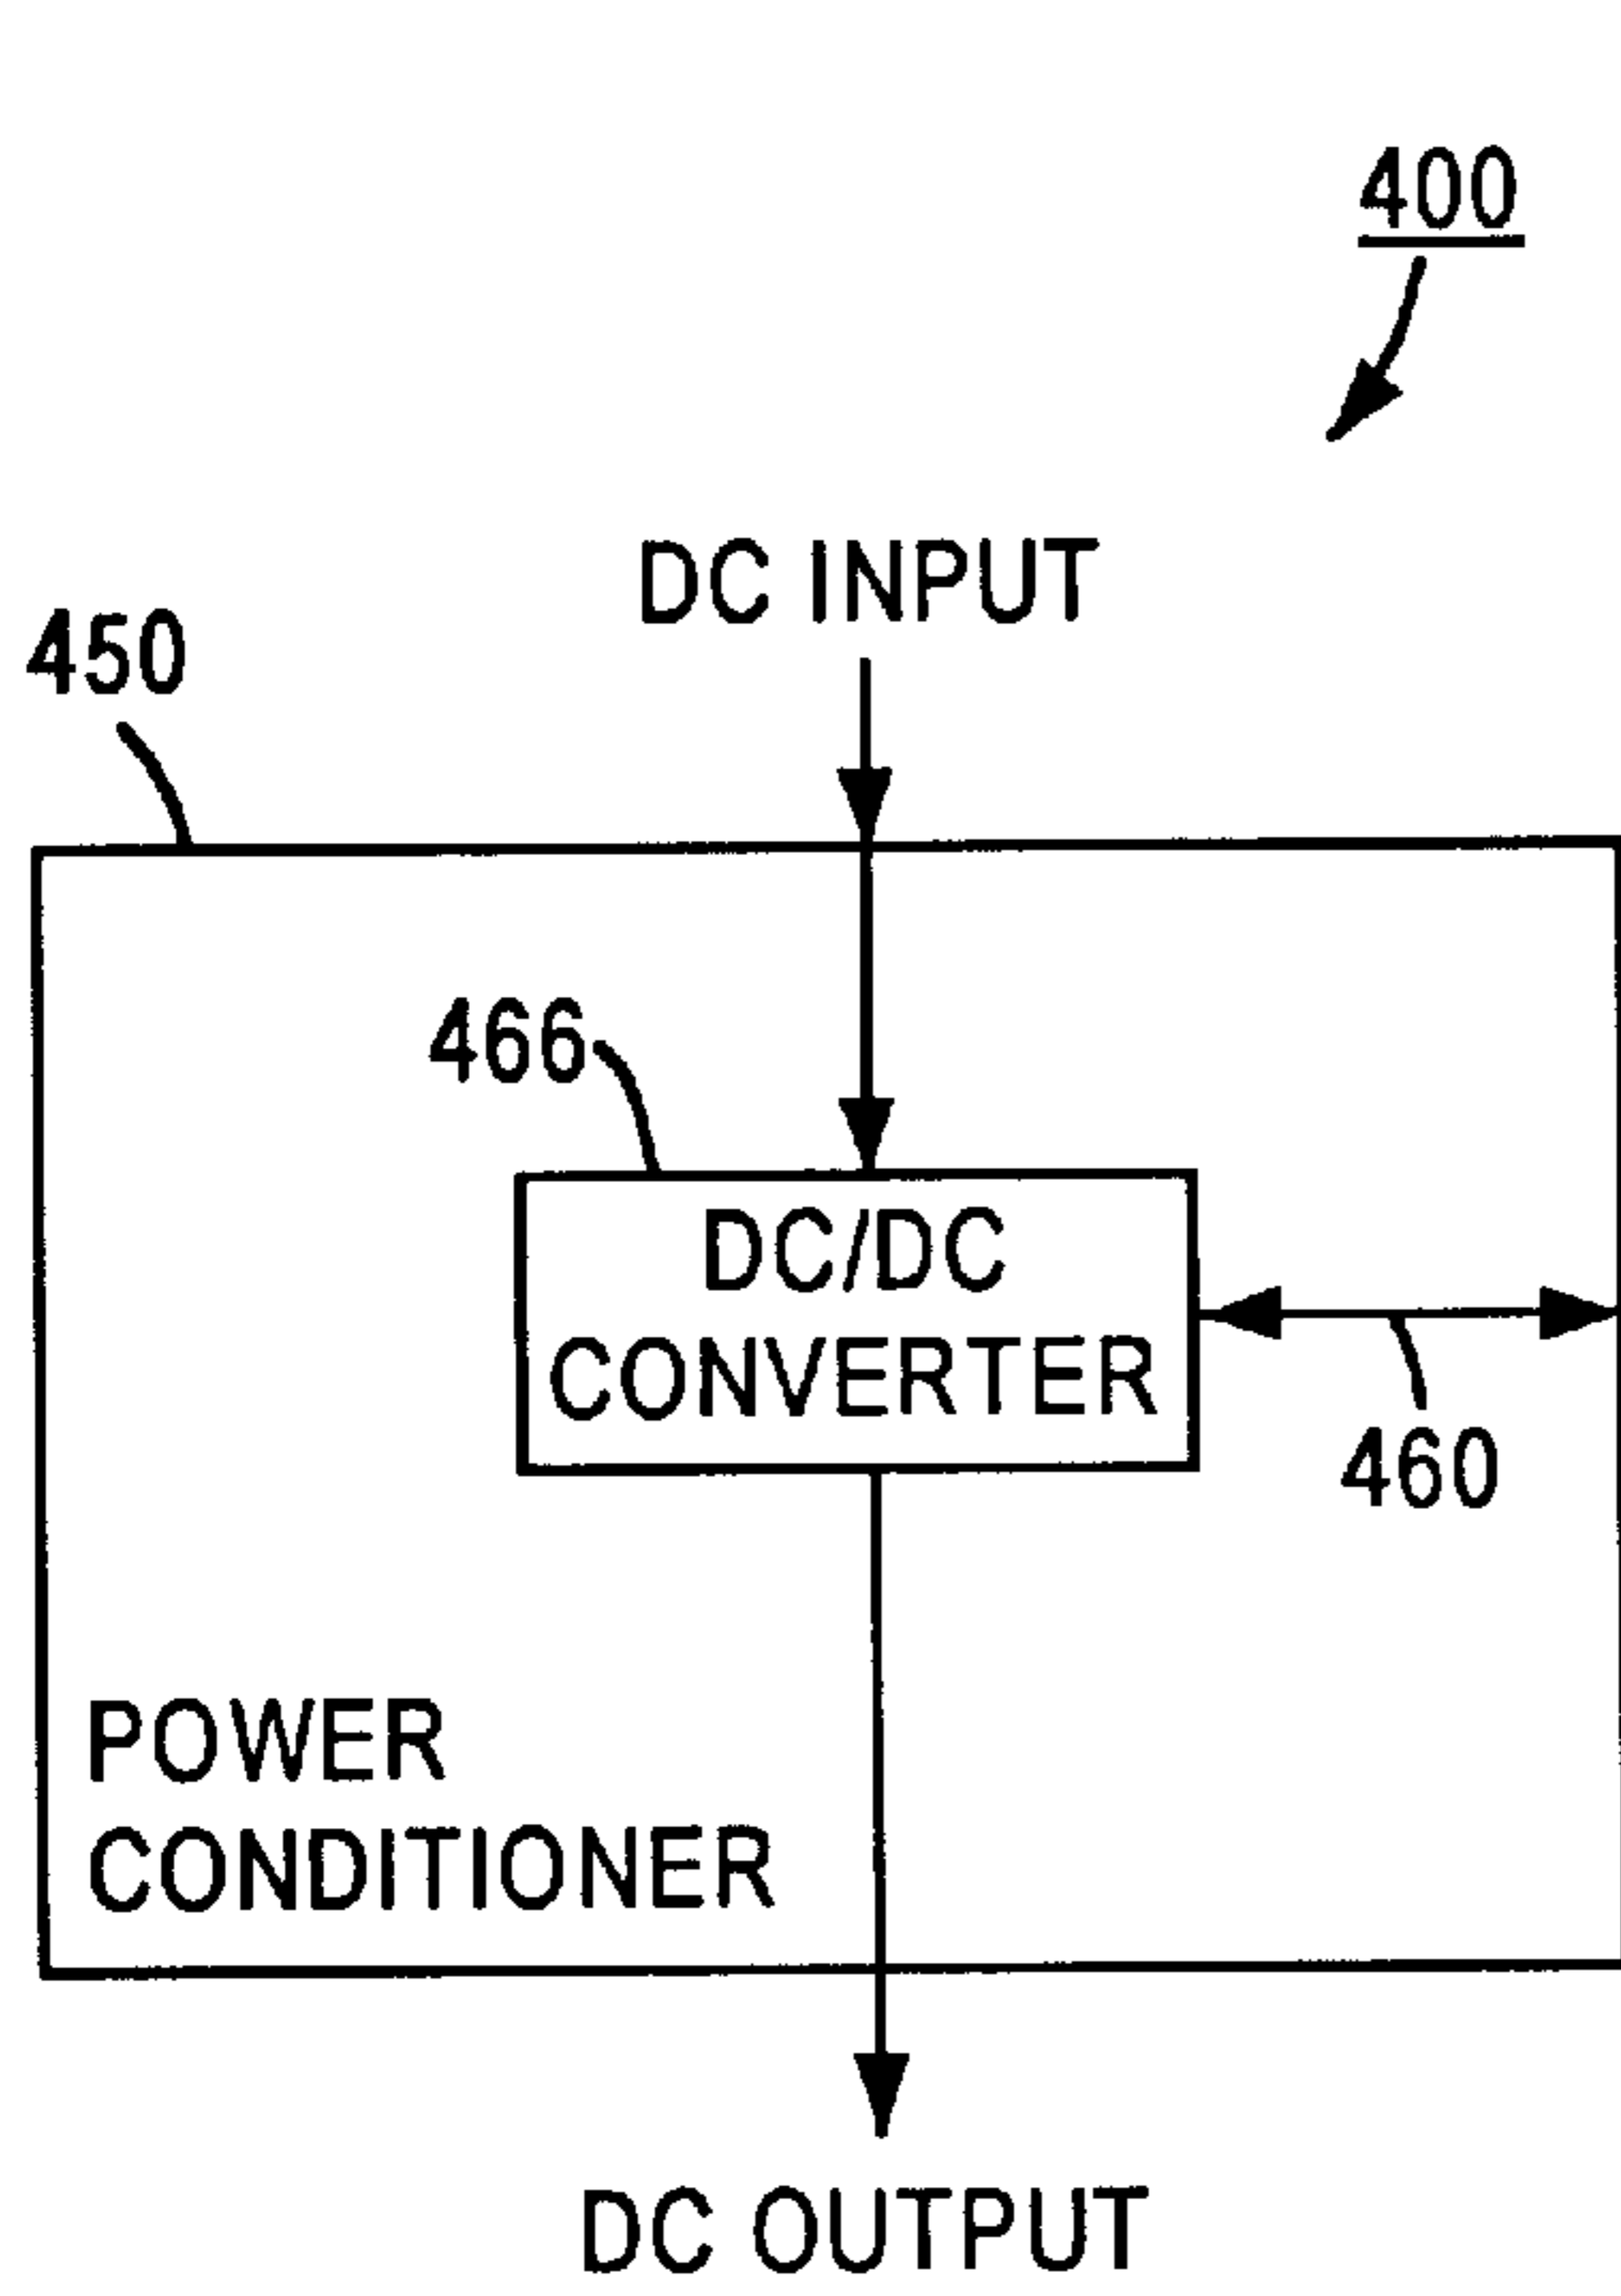 400
DC INPUT
450
466
DC/DC
CONVERTER
460
POWER
CONDITIONER
DC OUTPUT